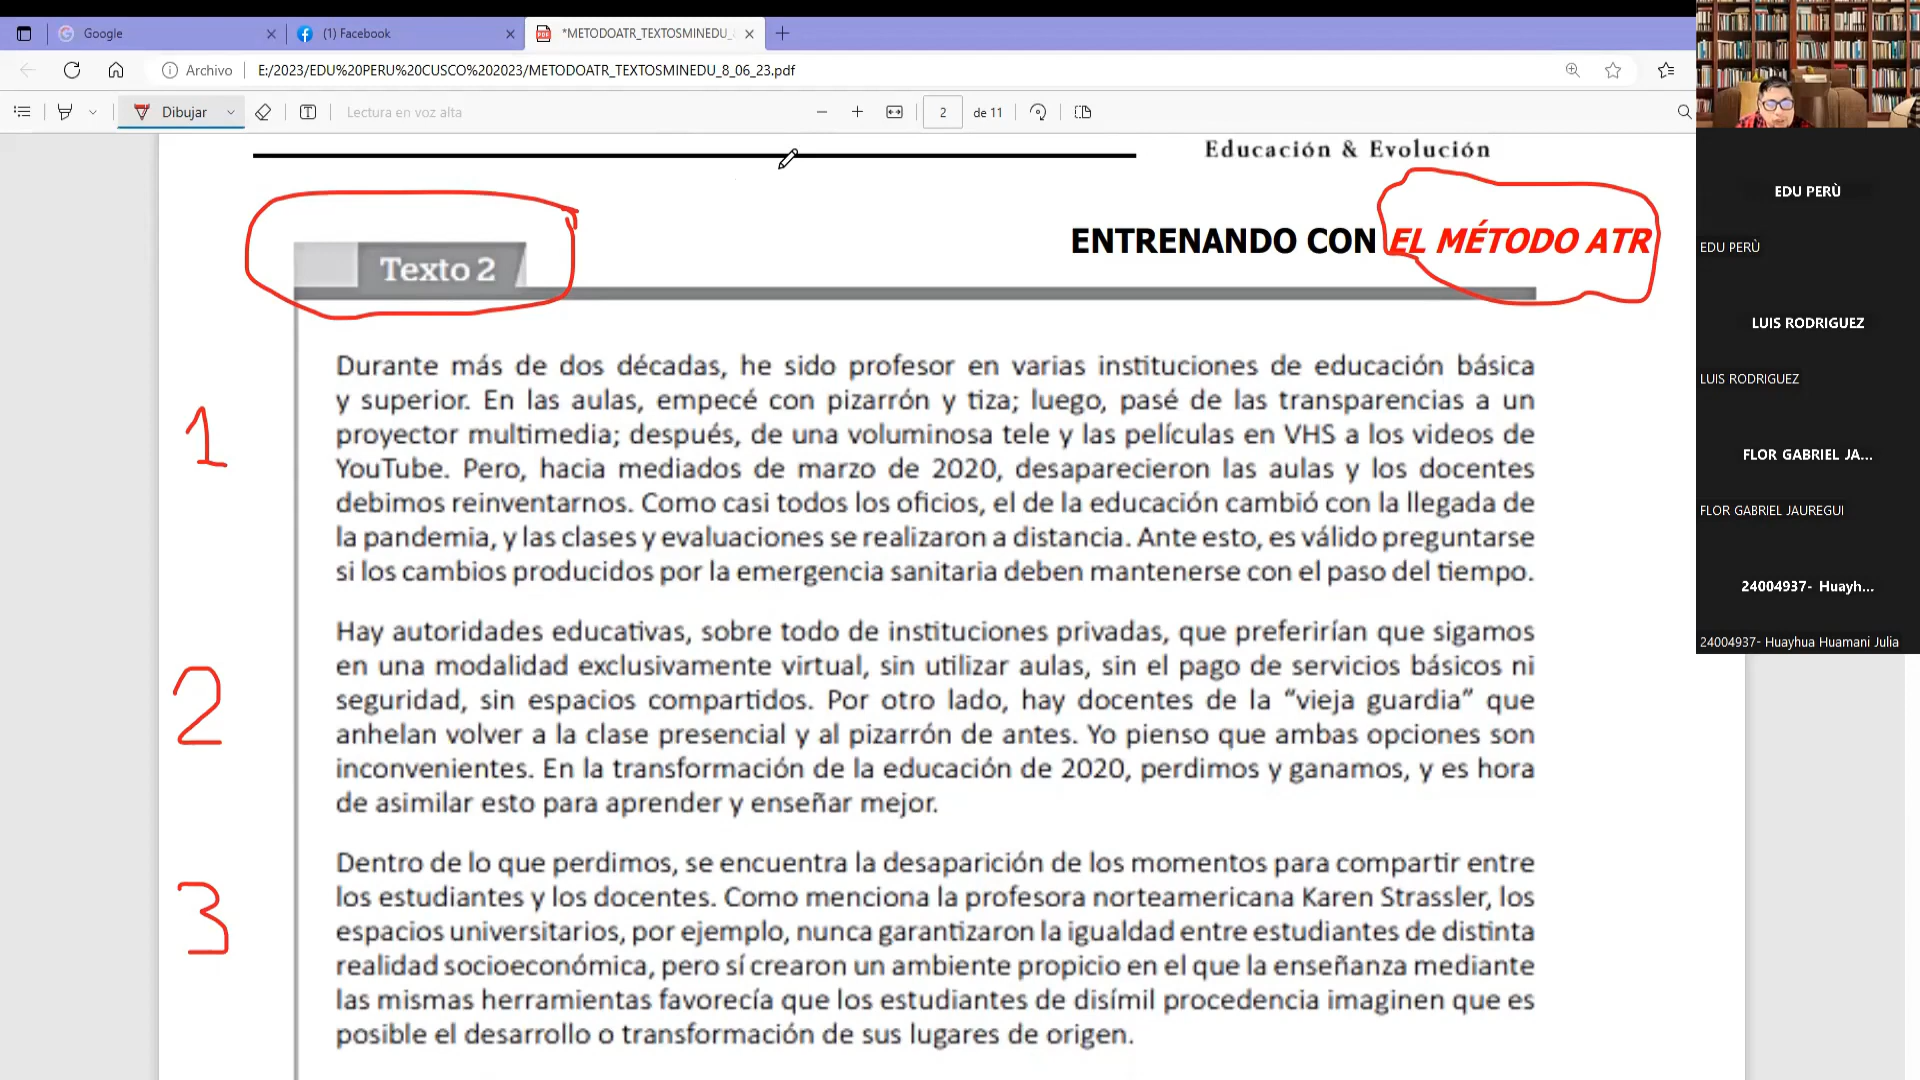 Google
(1) Facebook
*METODOATR_TEXTOSMINEDU_
Archivo
E:/2023/EDU%20PERU%20CUSCO%202023/METODOATR_TEXTOSMINEDU_8_06_23.pdf
Dibujar
Lectura en voz alta
2
de 11
Educación & Evolución
ENTRENANDO CON EL MÉTODO ATR
Texto 2
1
Durante más de dos décadas, he sido profesor en varias instituciones de educación básica
y superior. En las aulas, empecé con pizarrón y tiza; luego, pasé de las transparencias a un
proyector multimedia; después, de una voluminosa tele y las películas en VHS a los videos de
YouTube. Pero, hacia mediados de marzo de 2020, desaparecieron las aulas y los docentes
debimos reinventarnos. Como casi todos los oficios, el de la educación cambió con la llegada de
la pandemia, y las clases y evaluaciones se realizaron a distancia. Ante esto, es válido preguntarse
si los cambios producidos por la emergencia sanitaria deben mantenerse con el paso del tiempo.
2
Hay autoridades educativas, sobre todo de instituciones privadas, que preferirían que sigamos
en una modalidad exclusivamente virtual, sin utilizar aulas, sin el pago de servicios básicos ni
seguridad, sin espacios compartidos. Por otro lado, hay docentes de la “vieja guardia” que
anhelan volver a la clase presencial y al pizarrón de antes. Yo pienso que ambas opciones son
inconvenientes. En la transformación de la educación de 2020, perdimos y ganamos, y es hora
de asimilar esto para aprender y enseñar mejor.
3
Dentro de lo que perdimos, se encuentra la desaparición de los momentos para compartir entre
los estudiantes y los docentes. Como menciona la profesora norteamericana Karen Strassler, los
espacios universitarios, por ejemplo, nunca garantizaron la igualdad entre estudiantes de distinta
realidad socioeconómica, pero sí crearon un ambiente propicio en el que la enseñanza mediante
las mismas herramientas favorecía que los estudiantes de disímil procedencia imaginen que es
posible el desarrollo o transformación de sus lugares de origen.
EDU PERÙ
EDU PERÙ
LUIS RODRIGUEZ
LUIS RODRIGUEZ
FLOR GABRIEL JA...
FLOR GABRIEL JAUREGUI
24004937- Huayh...
24004937- Huayhua Huamani Julia